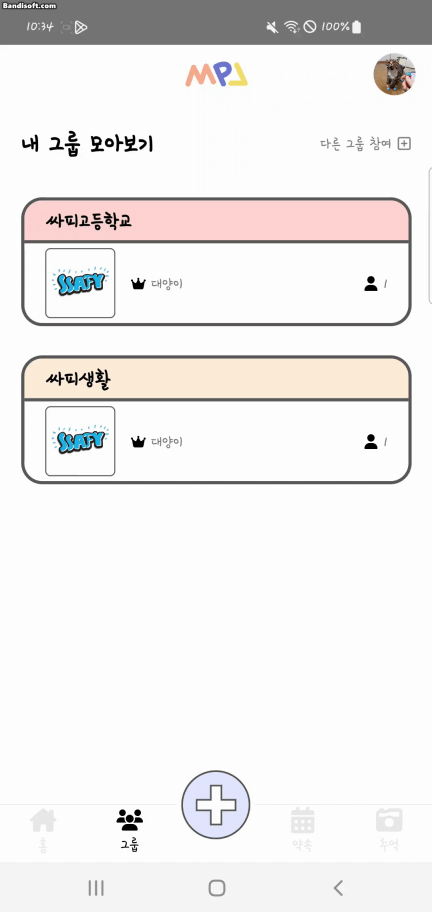 Bandisoft.com
10:34
100%
MPJ
내 그룹 모아보기
다른 그룹 참여
싸피고등학교
SSAFY
대양이
1
싸피생활
SSAFY
대양이
1
홈
그룹
약속
추억